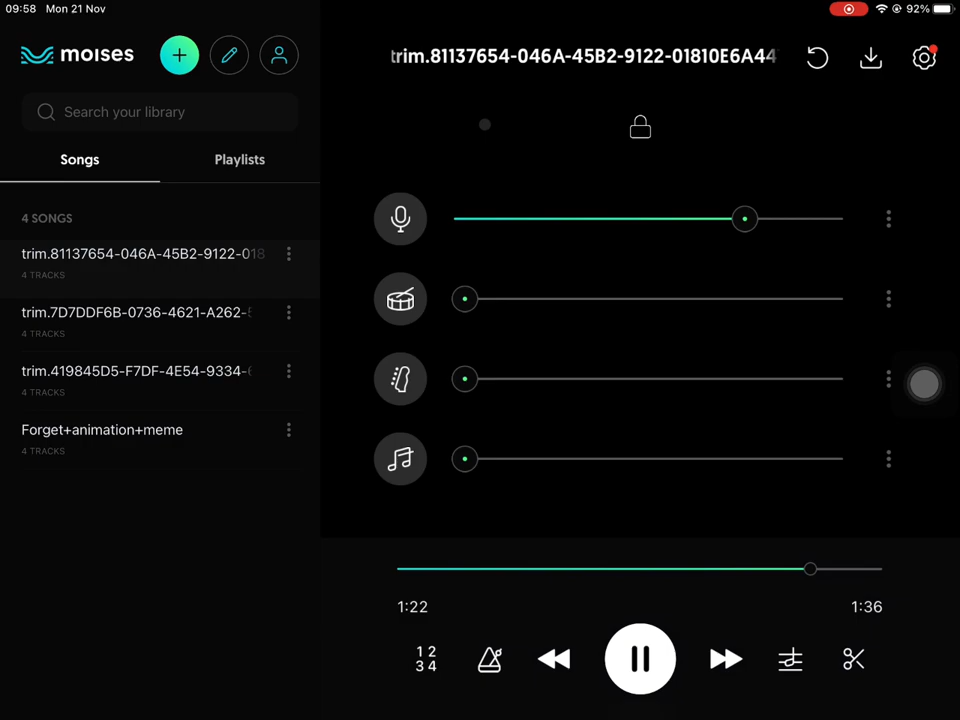 09:58 Mon 21 Nov
92%
moises
trim.81137654-046A-45B2-9122-01810E6A44
Search your library
Songs
Playlists
4 SONGS
trim.81137654-046A-45B2-9122-018
4 TRACKS
trim.7D7DDF6B-0736-4621-A262-
4 TRACKS
trim.419845D5-F7DF-4E54-9334-
4 TRACKS
Forget+animation+meme
4 TRACKS
1:22
1:36
1 2
3 4